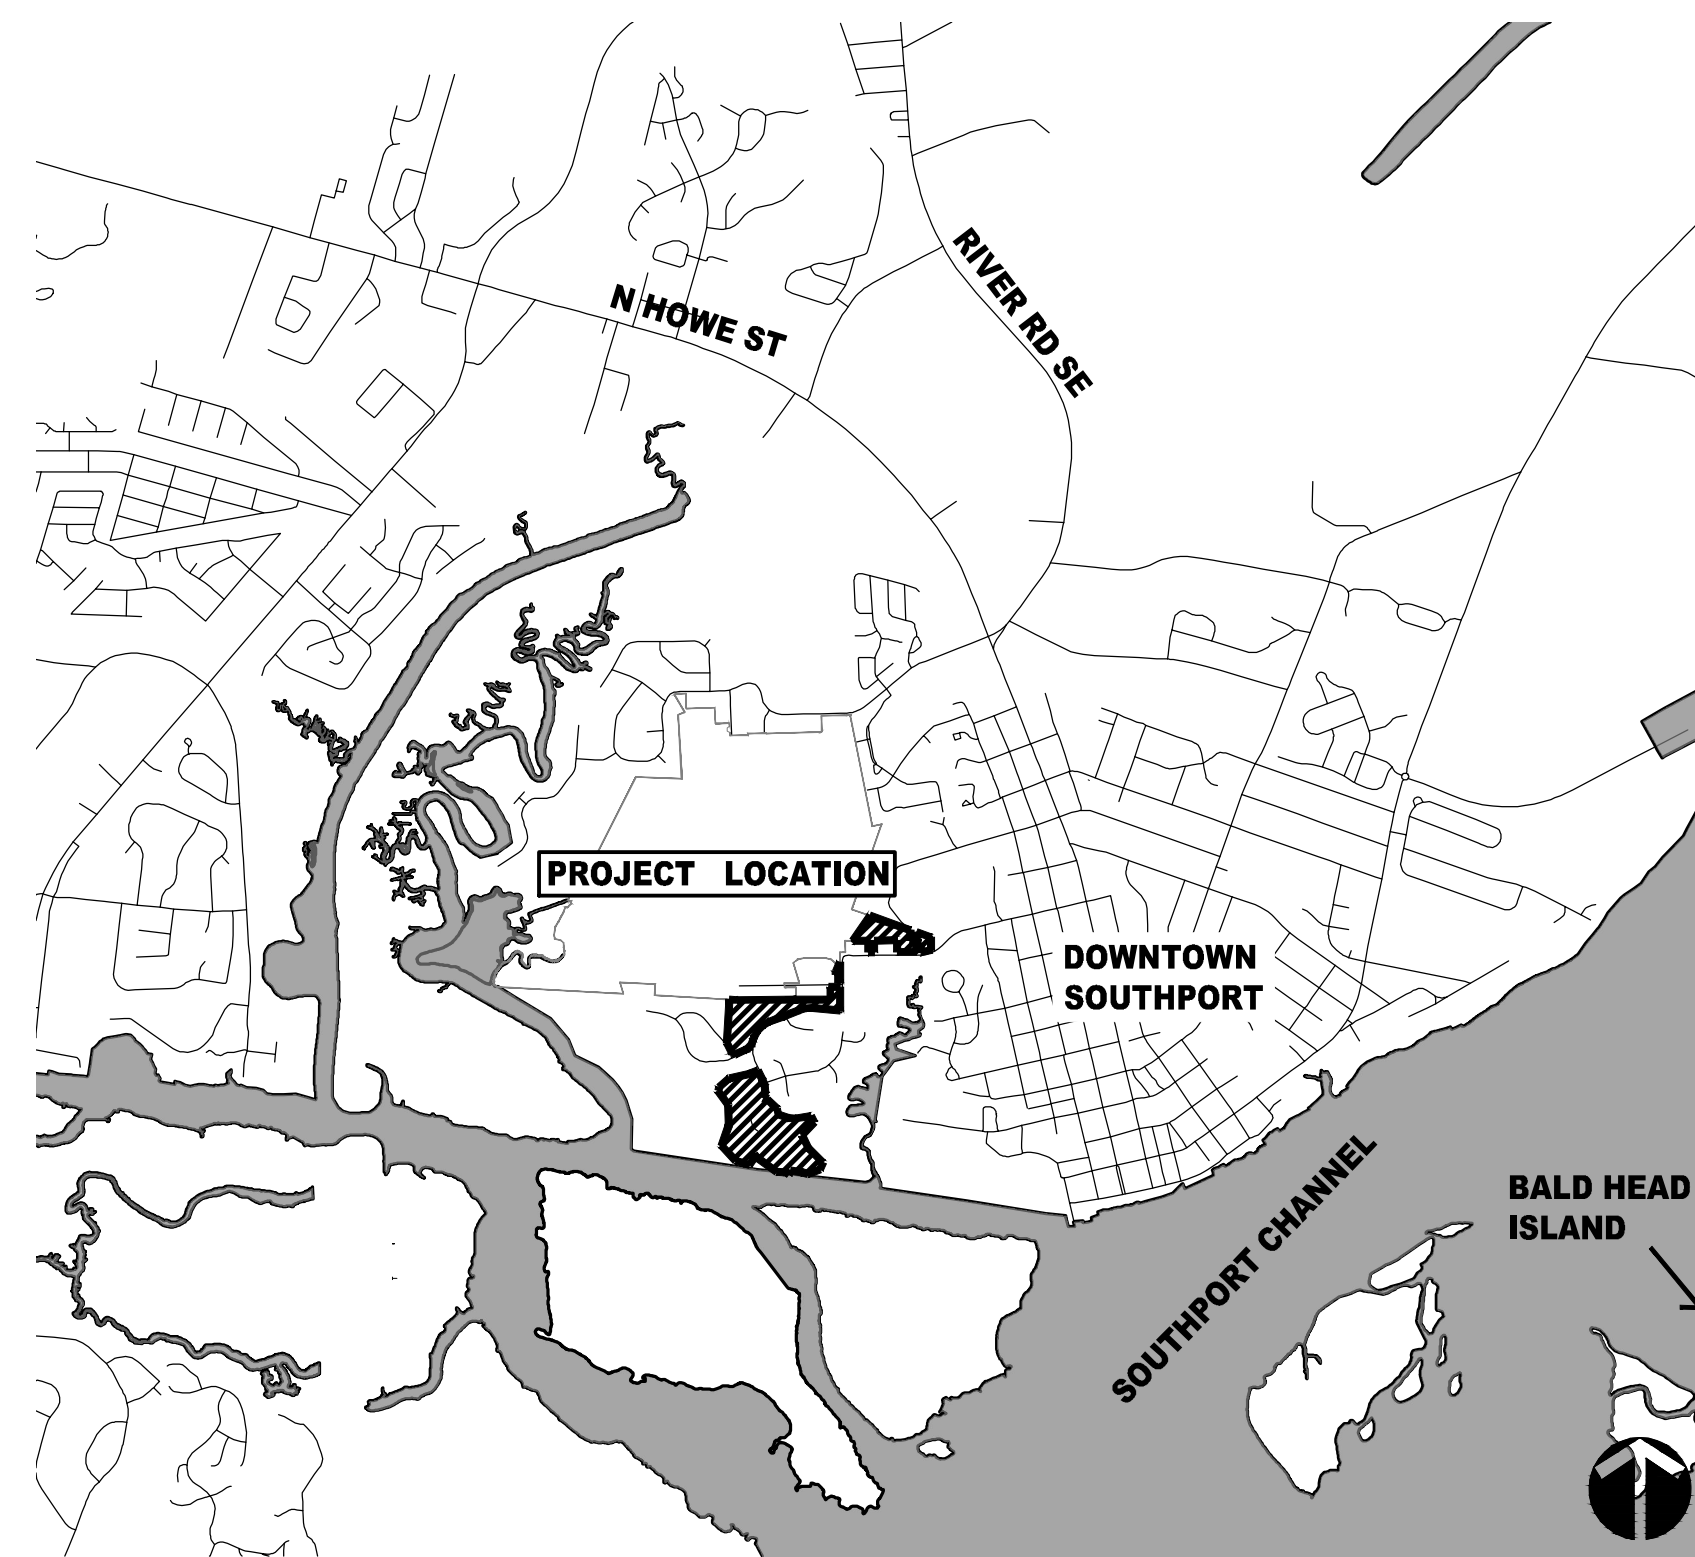 RIVER RD SE
N HOWE ST
PROJECT LOCATION
DOWNTOWN
SOUTHPORT
SOUTHPORT CHANNEL
BALD HEAD
ISLAND